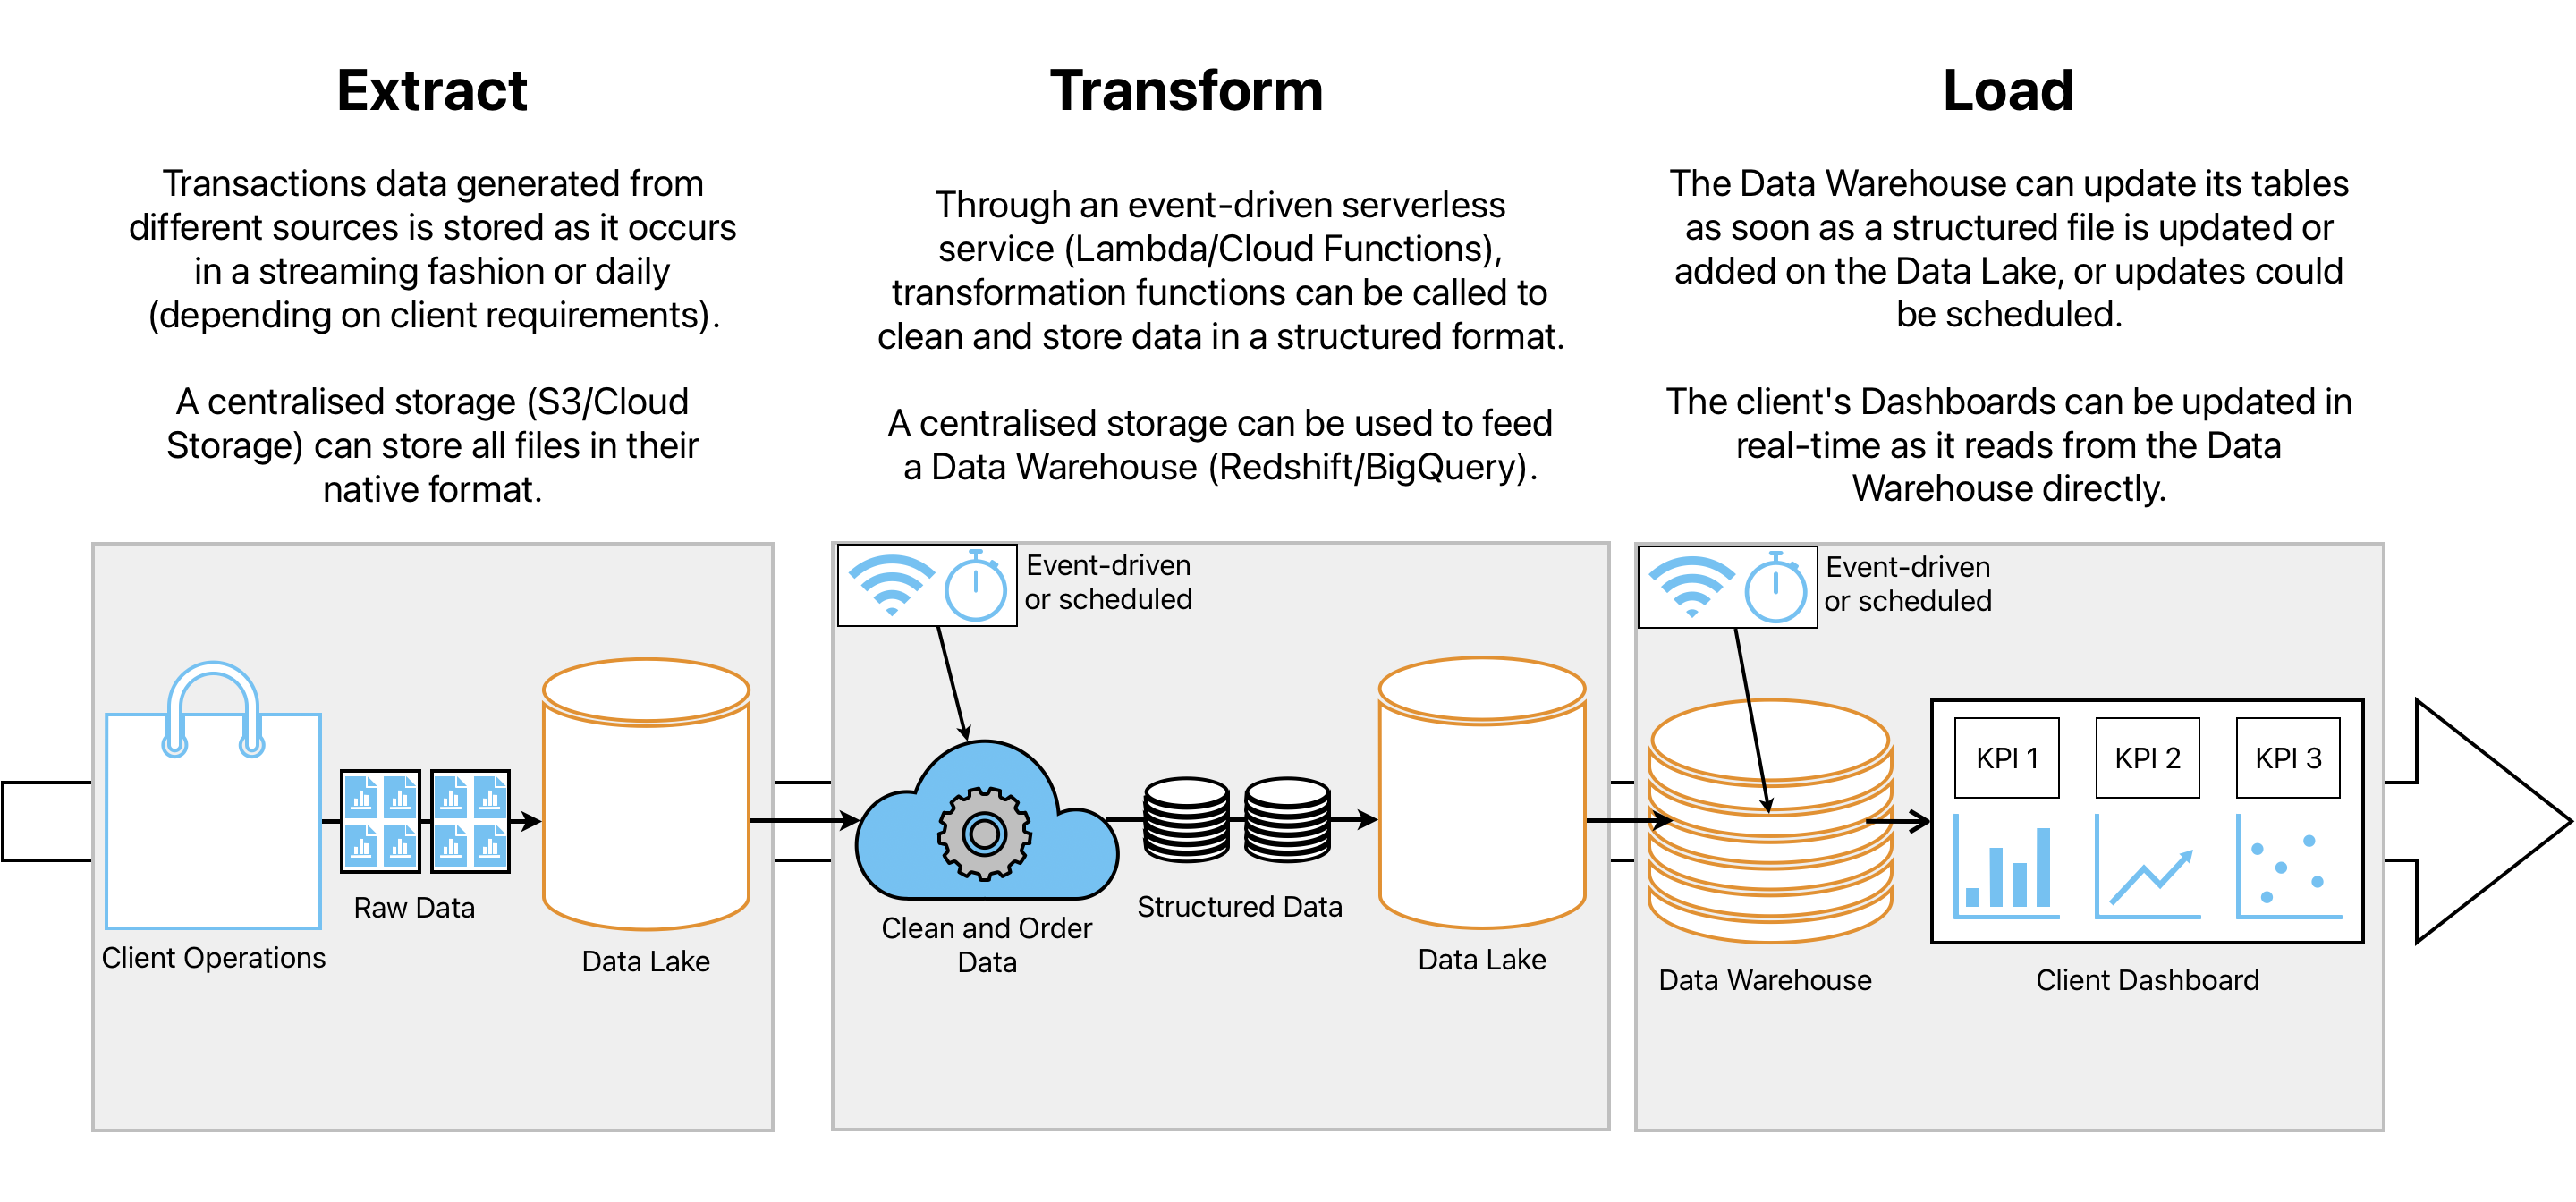 Extract
Transactions data generated from
different sources is stored as it occurs
in a streaming fashion or daily
(depending on client requirements).
A centralised storage (S3/Cloud
Storage) can store all files in their
native format.
Transform
Through an event-driven serverless
service (Lambda/Cloud Functions),
transformation functions can be called to
clean and store data in a structured format.
A centralised storage can be used to feed
a Data Warehouse (Redshift/BigQuery).
Load
The Data Warehouse can update its tables
as soon as a structured file is updated or
added on the Data Lake, or updates could
be scheduled.
The client's Dashboards can be updated in
real-time as it reads from the Data
Warehouse directly.
Client Operations
Raw Data
Data Lake
Event-driven
or scheduled
Clean and Order
Data
Structured Data
Data Lake
Event-driven
or scheduled
Data Warehouse
KPI 1
KPI 2
KPI 3
Client Dashboard